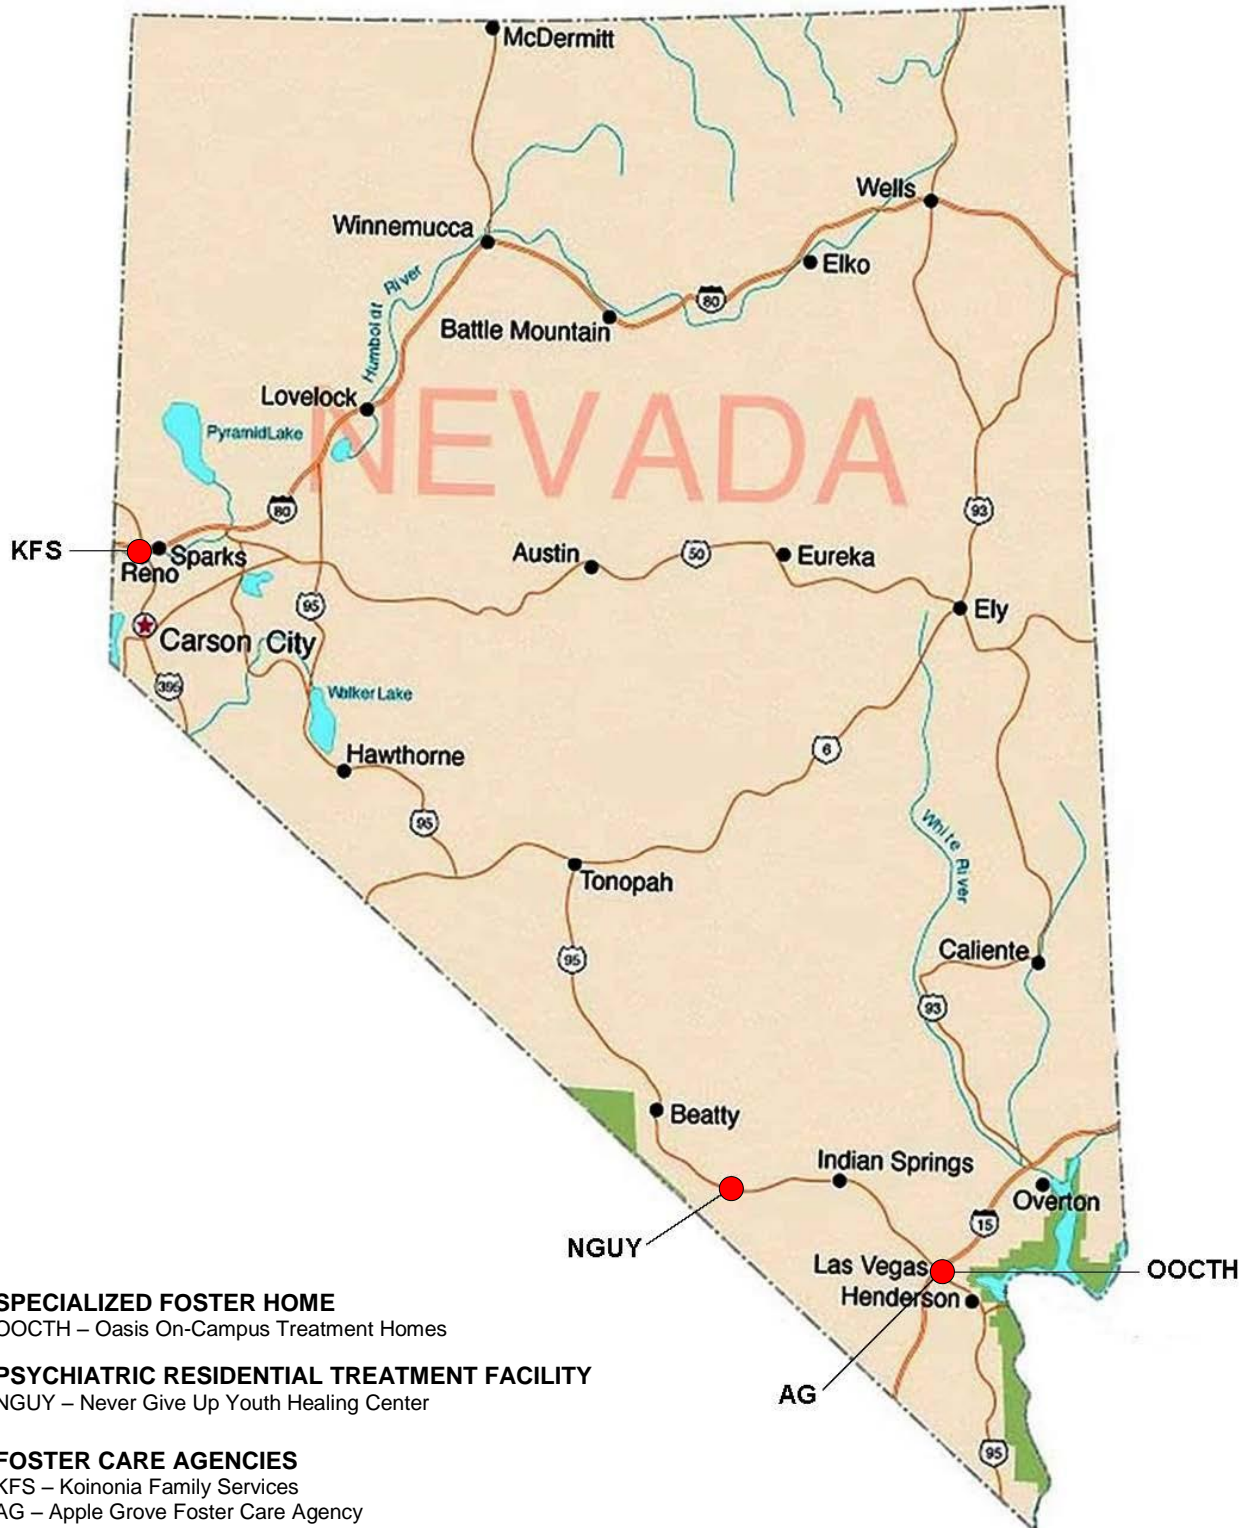 McDermitt
Wells
Winnemucca
Elko
Humboldt River
80
Battle Mountain
Lovelock
NEVADA
PyramidLake
80
93
KFS
Sparks
Reno
Austin
50
Eureka
95
Ely
Carson City
395
Walker Lake
Hawthorne
6
95
White River
Tonopah
Caliente
95
93
Beatty
Indian Springs
Overton
15
NGUY
Las Vegas
OOCTH
Henderson
AG
95
SPECIALIZED FOSTER HOME
OOCTH – Oasis On-Campus Treatment Homes
PSYCHIATRIC RESIDENTIAL TREATMENT FACILITY
NGUY – Never Give Up Youth Healing Center
FOSTER CARE AGENCIES
KFS – Koinonia Family Services
AG – Apple Grove Foster Care Agency